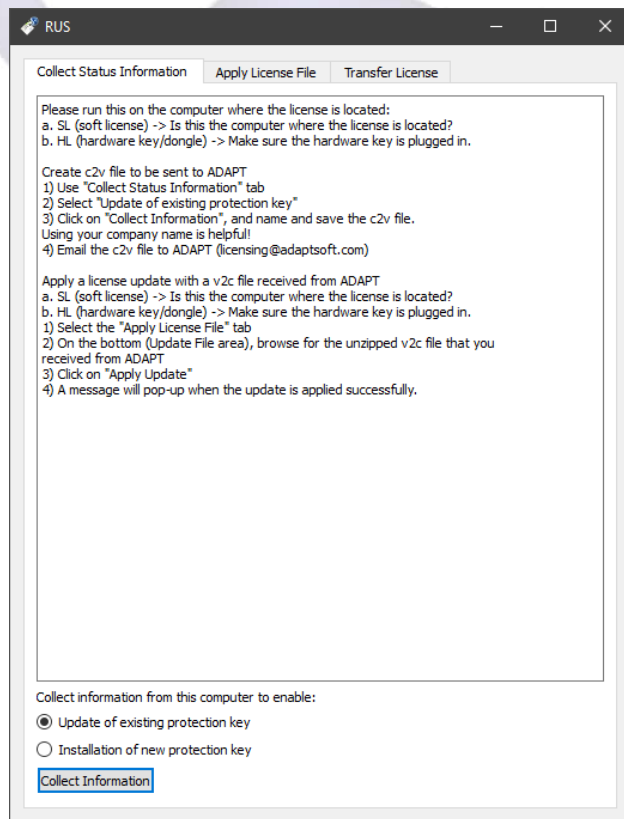 RUS
Collect Status Information
Apply License File
Transfer License
Please run this on the computer where the license is located:
a. SL (soft license) -> Is this the computer where the license is located?
b. HL (hardware key/dongle) -> Make sure the hardware key is plugged in.
Create c2v file to be sent to ADAPT
1) Use "Collect Status Information" tab
2) Select "Update of existing protection key"
3) Click on "Collect Information", and name and save the c2v file.
Using your company name is helpful!
4) Email the c2v file to ADAPT (licensing@adaptsoft.com)
Apply a license update with a v2c file received from ADAPT
a. SL (soft license) -> Is this the computer where the license is located?
b. HL (hardware key/dongle) -> Make sure the hardware key is plugged in.
1) Select the "Apply License File" tab
2) On the bottom (Update File area), browse for the unzipped v2c file that you
received from ADAPT
3) Click on "Apply Update"
4) A message will pop-up when the update is applied successfully.
Collect information from this computer to enable:
Update of existing protection key
Installation of new protection key
Collect Information